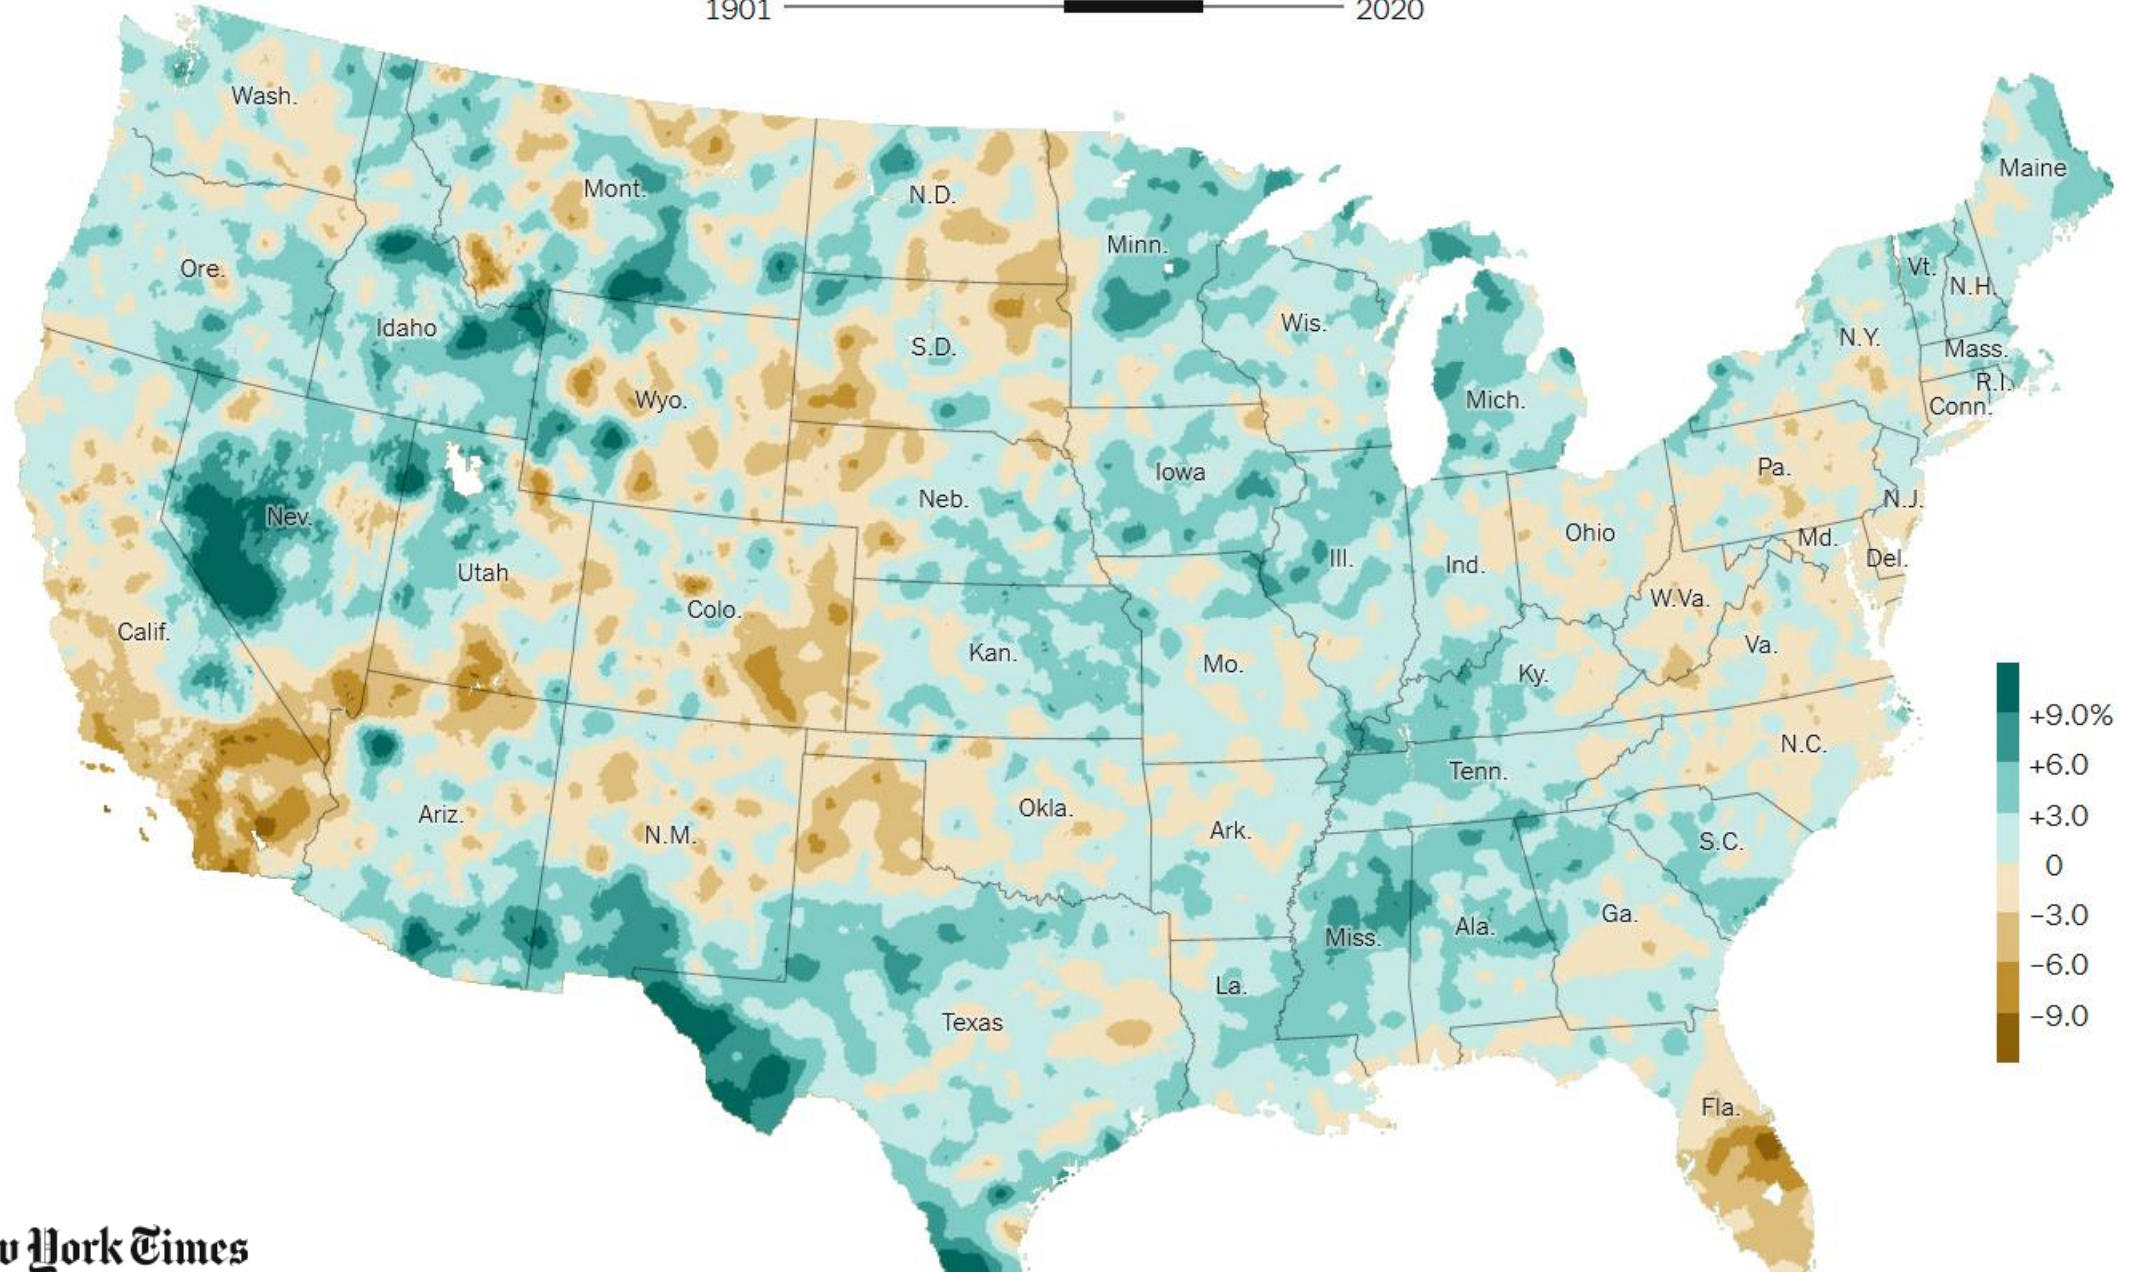 1901 2020
Wash.
Maine
Mont.
N.D.
Minn.
Vt.
Ore.
N.H.
Idaho
Wis.
N.Y.
S.D.
Mass.
R.I.
Wyo.
Mich.
Conn.
Iowa
Pa.
Neb.
N.J.
Nev.
Ohio
Md.
Ill.
Ind.
Del.
Utah
W.Va.
Colo.
Calif.
Va.
Kan.
Mo.
Ky.
+9.0%
N.C.
+6.0
Tenn.
Okla.
+3.0
Ariz.
N.M.
Ark.
S.C.
0
Ga.
-3.0
Ala.
Miss.
-6.0
La.
Texas
-9.0
Fla.
York Times